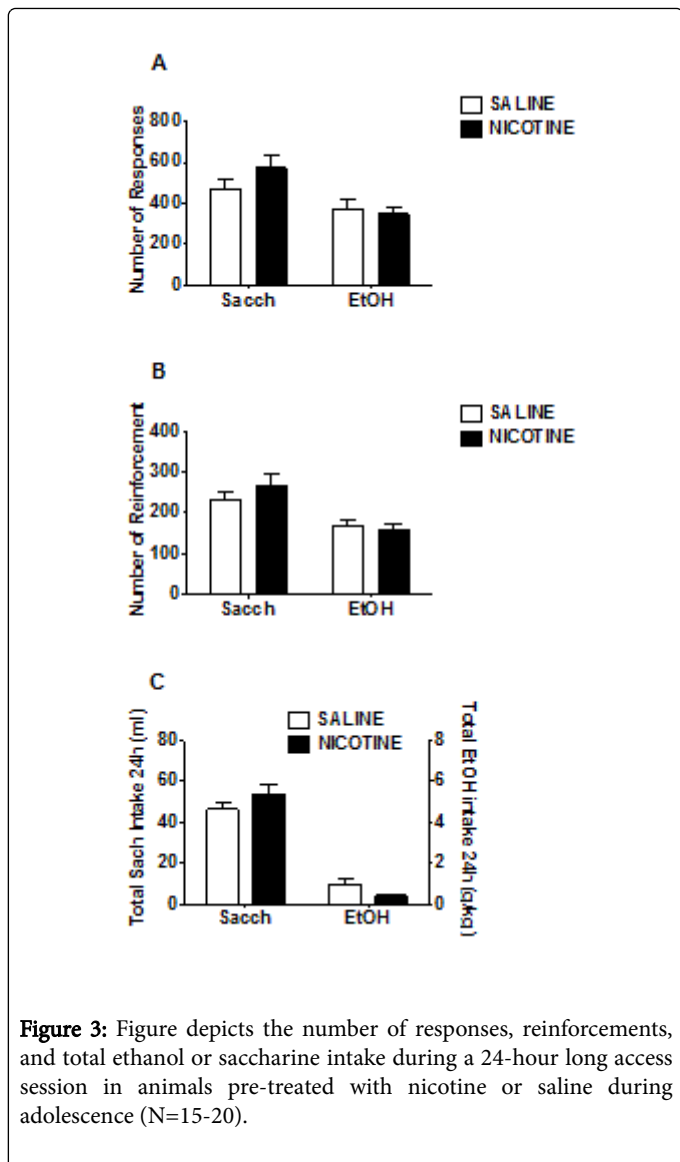 A
SALINE
NICOTINE
Number of Responses
800
600
400
200
0
Sacch EtOH
B
SALINE
NICOTINE
Number of Reinforcement
400
300
200
100
0
Sacch EtOH
C
SALINE
NICOTINE
Total Sach Intake 24h (ml)
80
60
40
20
0
Sacch EtOH
8
6
4
2
0
Total EtOH intake 24h (g/kg)
Figure 3: Figure depicts the number of responses, reinforcements,
and total ethanol or saccharine intake during a 24-hour long access
session in animals pre-treated with nicotine or saline during
adolescence (N=15-20).